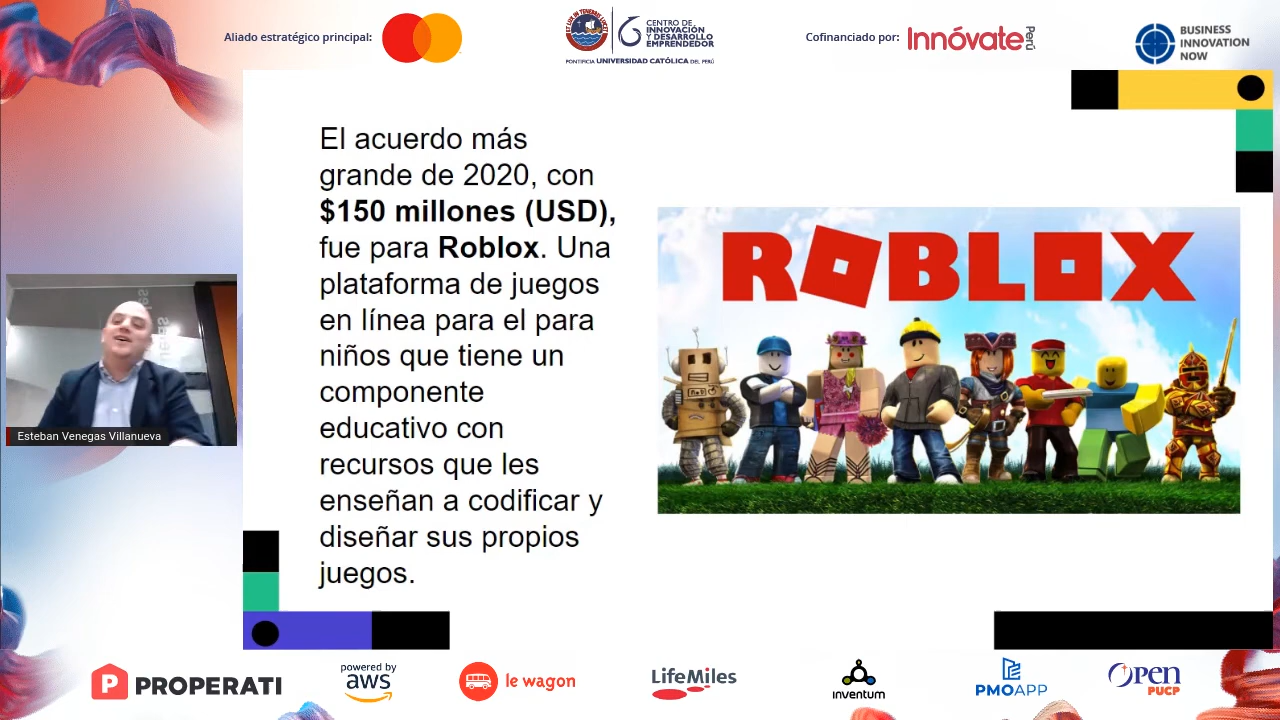 Aliado estratégico principal:
CENTRO DE
INNOVACIÓN
Y DESARROLLO
EMPRENDEDOR
PONTIFICIA UNIVERSIDAD CATÓLICA DEL PERÚ
Cofinanciado por:
Innóvate Perú
BUSINESS
INNOVATION
NOW
El acuerdo más
grande de 2020, con
$150 millones (USD),
fue para Roblox. Una
plataforma de juegos
en línea para el para
niños que tiene un
componente
educativo con
recursos que les
enseñan a codificar y
diseñar sus propios
juegos.
ROBLOX
Esteban Venegas Villanueva
PROPERATI
powered by
aws
le wagon
LifeMiles
INVENTUM
PMOAPP
OPEN
PUCP